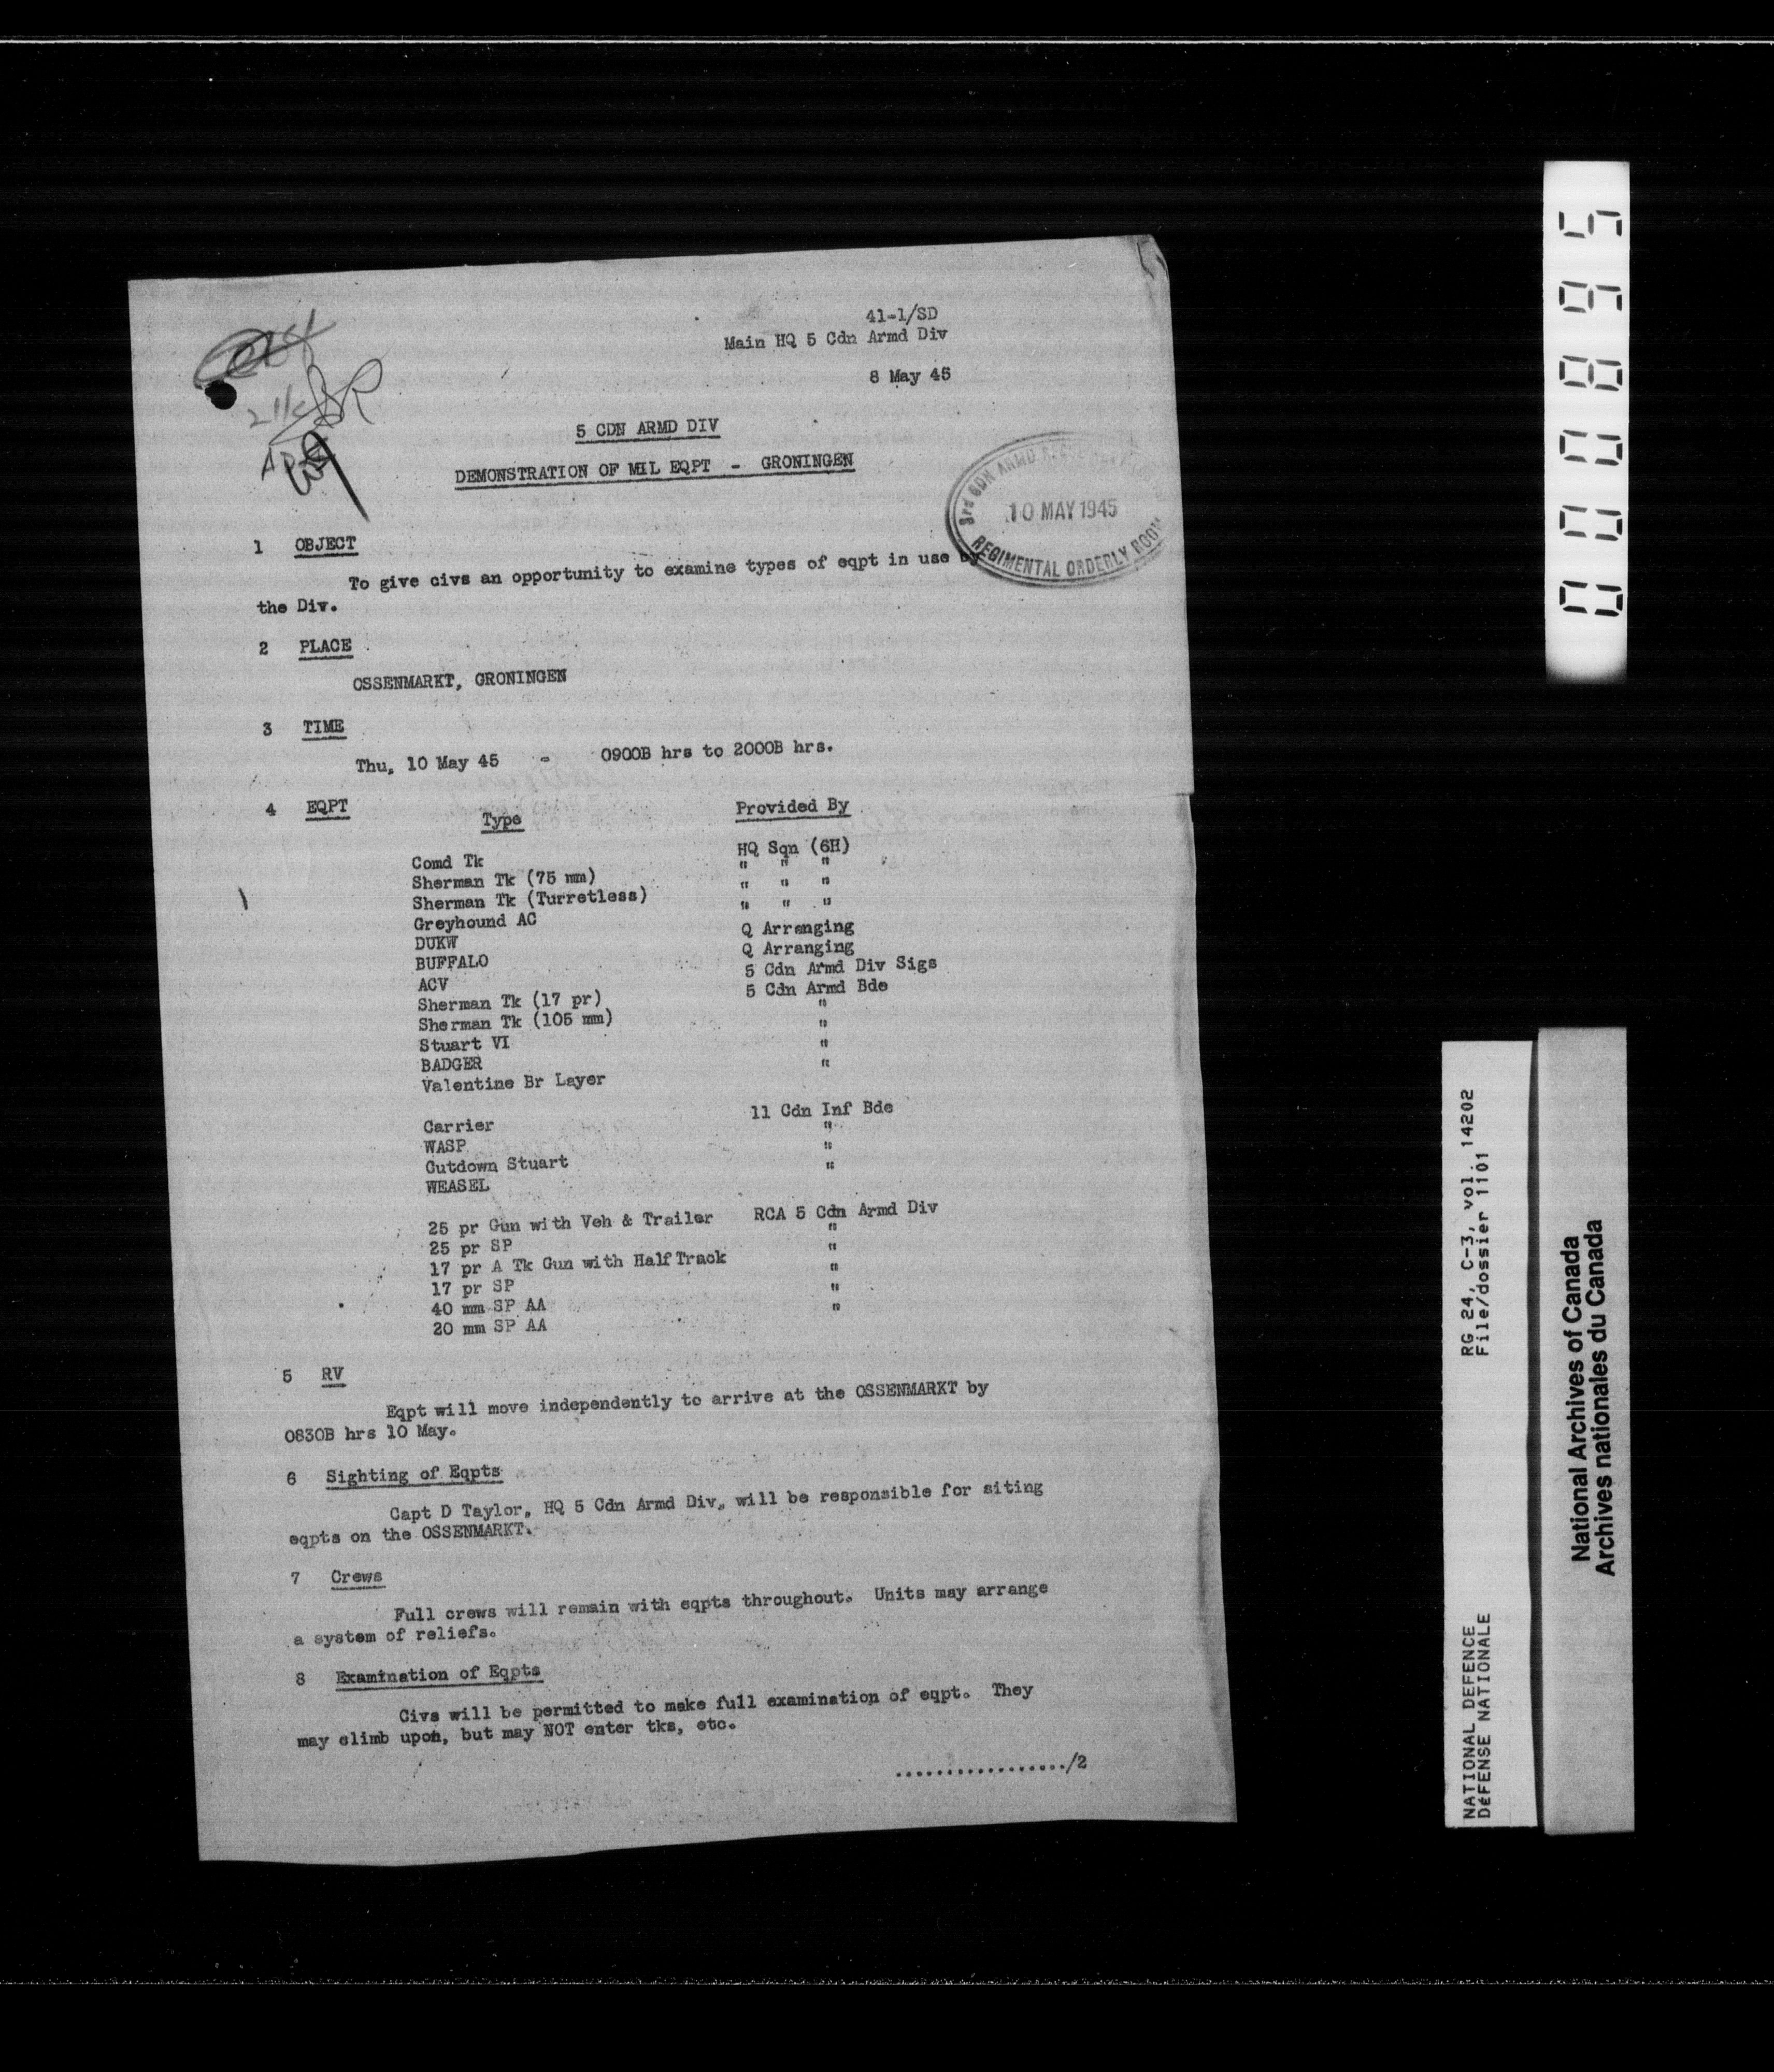 41-1/SD
Main HQ 5 Cdn Armd Div
8 May 45
5 CDN ARMD DIV
DEMONSTRATION OF MIL EQPT - GRONINGEN
3rd CDN ARMD
10 MAY 1945
REGIMENTAL ORDERLY ROOM
1 OBJECT
To give civs an opportunity to examine types of eqpt in use by
the Div.
2 PLACE
OSSENMARKT, GRONINGEN
3 TIME
Thu, 10 May 45 - 0900B hrs to 2000B hrs.
4 EQPT
Type Provided By
Comd Tk HQ Sqn (6H)
Sherman Tk (75 mm) " " "
Sherman Tk (Turretless) " " "
Greyhound AC " " "
DUKW Q Arranging
BUFFALO Q Arranging
ACV 5 Cdn Armd Div Sigs
Sherman Tk (17 pr) 5 Cdn Armd Bde
Sherman Tk (105 mm) "
Stuart VI "
BADGER "
Valentine Br Layer "
Carrier 11 Cdn Inf Bde
WASP "
Cutdown Stuart "
WEASEL "
25 pr Gun with Veh & Trailer RCA 5 Cdn Armd Div
25 pr SP "
17 pr A Tk Gun with Half Track "
17 pr SP "
40 mm SP AA "
20 mm SP AA "
5 RV
Eqpt will move independently to arrive at the OSSENMARKT by
0830B hrs 10 May.
6 Sighting of Eqpts
Capt D Taylor, HQ 5 Cdn Armd Div, will be responsible for siting
eqpts on the OSSENMARKT.
7 Crews
Full crews will remain with eqpts throughout. Units may arrange
a system of reliefs.
8 Examination of Eqpts
Civs will be permitted to make full examination of eqpt. They
may climb upon, but may NOT enter tks, etc.
................../2
0000895
RG 24, C-3, vol. 14202
File/dossier 1101
NATIONAL DEFENCE
DÉFENSE NATIONALE
National Archives of Canada
Archives nationales du Canada